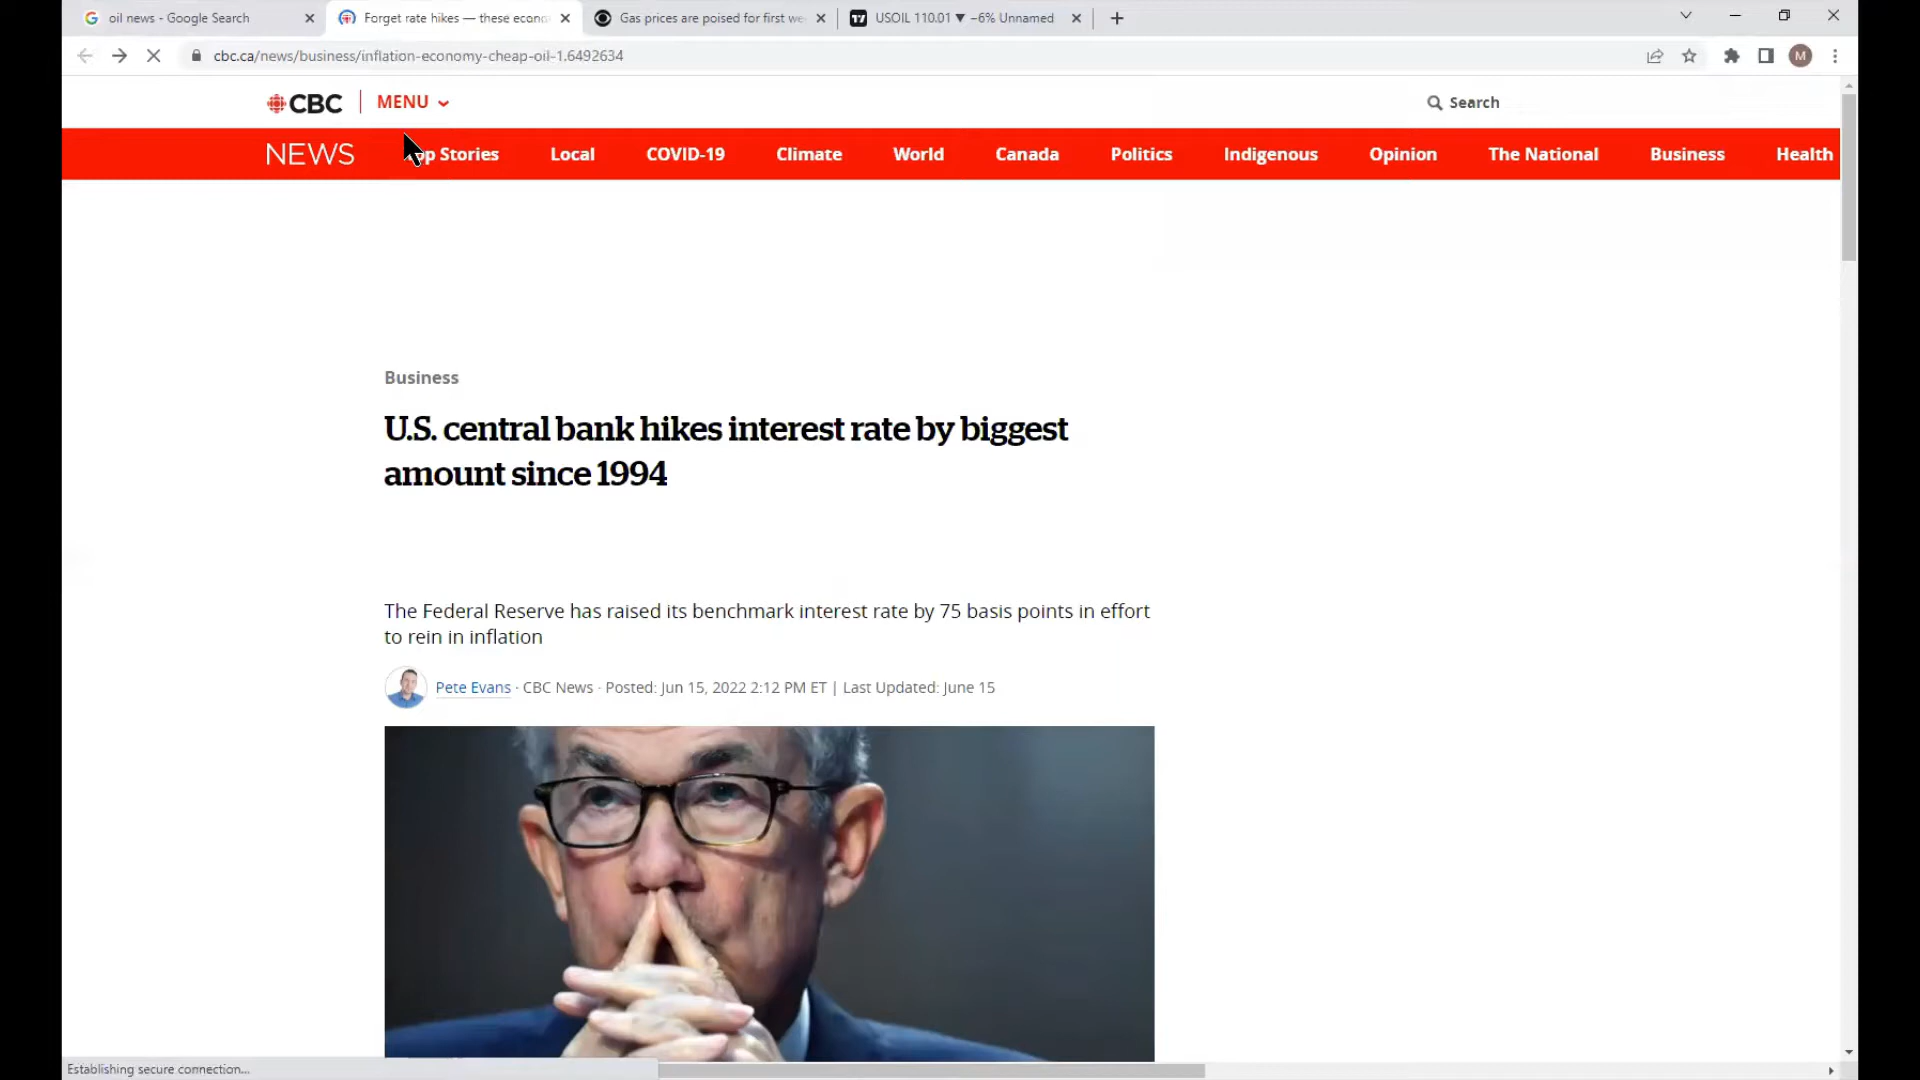 oil news - Google Search
Forget rate hikes — these econo
Gas prices are poised for first we
USOIL 110.01 ▼ −6% Unnamed
cbc.ca/news/business/inflation-economy-cheap-oil-1.6492634
M
CBC
MENU
Search
NEWS
op Stories
Local
COVID-19
Climate
World
Canada
Politics
Indigenous
Opinion
The National
Business
Health
Business
U.S. central bank hikes interest rate by biggest
amount since 1994
The Federal Reserve has raised its benchmark interest rate by 75 basis points in effort
to rein in inflation
Pete Evans · CBC News · Posted: Jun 15, 2022 2:12 PM ET | Last Updated: June 15
Establishing secure connection...